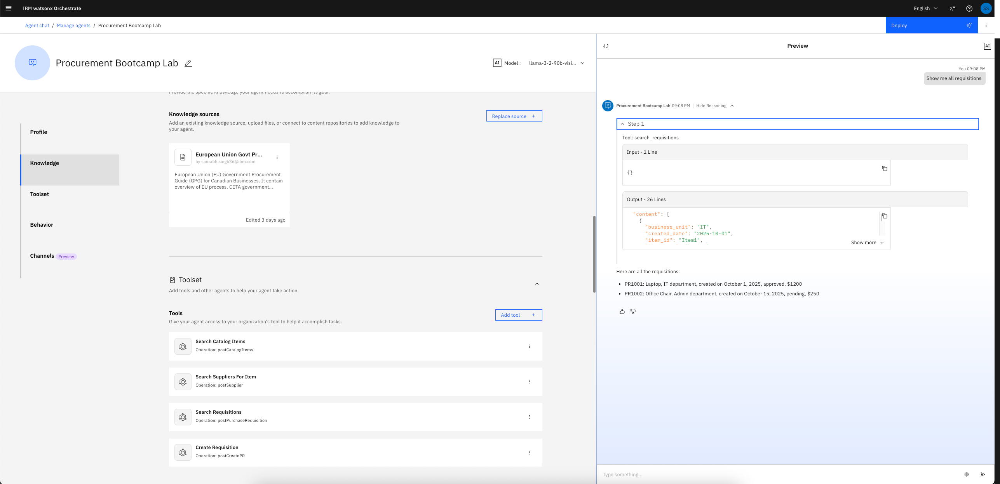 IBM watsonx Orchestrate
English
SS
Agent chat / Manage agents / Procurement Bootcamp Lab
Deploy
Procurement Bootcamp Lab
AI Model : llama-3-2-90b-visi...
Provide the specific knowledge your agent needs to accomplish its goal.
Profile
Knowledge
Toolset
Behavior
Channels Preview
Knowledge sources
Add an existing knowledge source, upload files, or connect to content repositories to add knowledge to
your agent.
Replace source +
European Union Govt Pr...
by saurabh.singh36@ibm.com
European Union (EU) Government Procurement
Guide (GPG) for Canadian Businesses. It contain
overview of EU process, CETA government...
Edited 3 days ago
Toolset
Add tools and other agents to help your agent take action.
Tools
Give your agent access to your organization's tool to help it accomplish tasks.
Add tool +
Search Catalog Items
Operation: postCatalogItems
Search Suppliers For Item
Operation: postSupplier
Search Requisitions
Operation: postPurchaseRequisition
Create Requisition
Operation: postCreatePR
Preview
AI
You 09:08 PM
Show me all requisitions
Procurement Bootcamp Lab 09:08 PM | Hide Reasoning
Step 1
Tool: search_requisitions
Input - 1 Line
{}
Output - 26 Lines
"content": [
{
"business_unit": "IT",
"created_date": "2025-10-01",
"item_id": "Item1",
Show more
Here are all the requisitions:
• PR1001: Laptop, IT department, created on October 1, 2025, approved, $1200
• PR1002: Office Chair, Admin department, created on October 15, 2025, pending, $250
Type something...